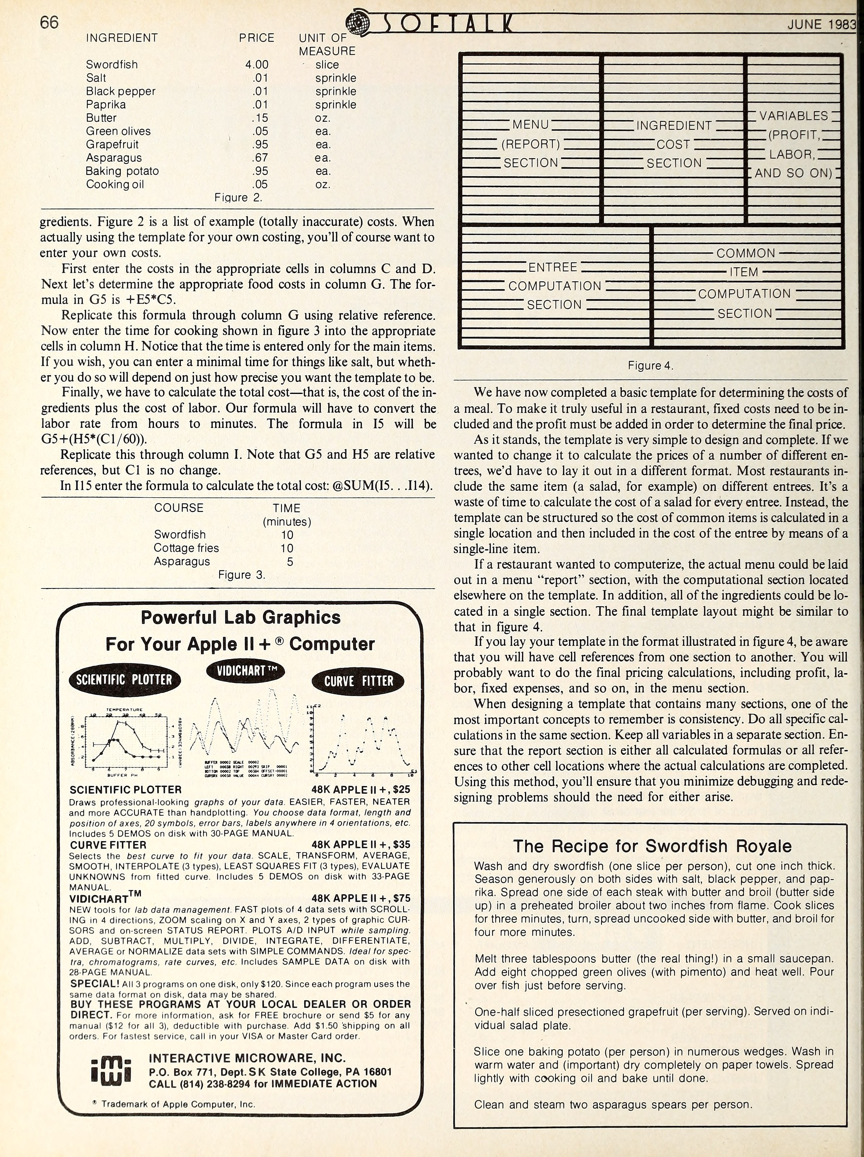 66
SOFTALK
JUNE 1983
INGREDIENT PRICE UNIT OF MEASURE
Swordfish 4.00 slice
Salt .01 sprinkle
Black pepper .01 sprinkle
Paprika .01 sprinkle
Butter .15 oz.
Green olives .05 ea.
Grapefruit .95 ea.
Asparagus .67 ea.
Baking potato .95 ea.
Cooking oil .05 oz.
Figure 2.
gredients. Figure 2 is a list of example (totally inaccurate) costs. When
actually using the template for your own costing, you'll of course want to
enter your own costs.
First enter the costs in the appropriate cells in columns C and D.
Next let's determine the appropriate food costs in column G. The for-
mula in G5 is +E5*C5.
Replicate this formula through column G using relative reference.
Now enter the time for cooking shown in figure 3 into the appropriate
cells in column H. Notice that the time is entered only for the main items.
If you wish, you can enter a minimal time for things like salt, but wheth-
er you do so will depend on just how precise you want the template to be.
Finally, we have to calculate the total cost—that is, the cost of the in-
gredients plus the cost of labor. Our formula will have to convert the
labor rate from hours to minutes. The formula in I5 will be
G5+(H5*(C1/60)).
Replicate this through column I. Note that G5 and H5 are relative
references, but C1 is no change.
In I15 enter the formula to calculate the total cost: @SUM(I5. . .I14).
COURSE TIME
(minutes)
Swordfish 10
Cottage fries 10
Asparagus 5
Figure 3.
Powerful Lab Graphics
For Your Apple II + ® Computer
SCIENTIFIC PLOTTER
VIDICHART™
CURVE FITTER
TEMPERATURE
BUFFER PH
SCIENTIFIC PLOTTER 48K APPLE II +, $25
Draws professional-looking graphs of your data. EASIER, FASTER, NEATER
and more ACCURATE than handplotting. You choose data format, length and
position of axes, 20 symbols, error bars, labels anywhere in 4 orientations, etc.
Includes 5 DEMOS on disk with 30-PAGE MANUAL.
CURVE FITTER 48K APPLE II +, $35
Selects the best curve to fit your data. SCALE, TRANSFORM, AVERAGE,
SMOOTH, INTERPOLATE (3 types), LEAST SQUARES FIT (3 types), EVALUATE
UNKNOWNS from fitted curve. Includes 5 DEMOS on disk with 33-PAGE
MANUAL.
VIDICHART™ 48K APPLE II +, $75
NEW tools for lab data management. FAST plots of 4 data sets with SCROLL-
ING in 4 directions, ZOOM scaling on X and Y axes, 2 types of graphic CUR-
SORS and on-screen STATUS REPORT. PLOTS A/D INPUT while sampling.
ADD, SUBTRACT, MULTIPLY, DIVIDE, INTEGRATE, DIFFERENTIATE,
AVERAGE or NORMALIZE data sets with SIMPLE COMMANDS. Ideal for spec-
tra, chromatograms, rate curves, etc. Includes SAMPLE DATA on disk with
28-PAGE MANUAL.
SPECIAL! All 3 programs on one disk, only $120. Since each program uses the
same data format on disk, data may be shared.
BUY THESE PROGRAMS AT YOUR LOCAL DEALER OR ORDER
DIRECT. For more information, ask for FREE brochure or send $5 for any
manual ($12 for all 3), deductible with purchase. Add $1.50 shipping on all
orders. For fastest service, call in your VISA or Master Card order.
INTERACTIVE MICROWARE, INC.
P.O. Box 771, Dept. SK State College, PA 16801
CALL (814) 238-8294 for IMMEDIATE ACTION
® Trademark of Apple Computer, Inc.
MENU
(REPORT)
SECTION
INGREDIENT
COST
SECTION
VARIABLES
(PROFIT,
LABOR,
AND SO ON)
ENTREE
COMPUTATION
SECTION
COMMON
ITEM
COMPUTATION
SECTION
Figure 4.
We have now completed a basic template for determining the costs of
a meal. To make it truly useful in a restaurant, fixed costs need to be in-
cluded and the profit must be added in order to determine the final price.
As it stands, the template is very simple to design and complete. If we
wanted to change it to calculate the prices of a number of different en-
trees, we'd have to lay it out in a different format. Most restaurants in-
clude the same item (a salad, for example) on different entrees. It's a
waste of time to calculate the cost of a salad for every entree. Instead, the
template can be structured so the cost of common items is calculated in a
single location and then included in the cost of the entree by means of a
single-line item.
If a restaurant wanted to computerize, the actual menu could be laid
out in a menu "report" section, with the computational section located
elsewhere on the template. In addition, all of the ingredients could be lo-
cated in a single section. The final template layout might be similar to
that in figure 4.
If you lay your template in the format illustrated in figure 4, be aware
that you will have cell references from one section to another. You will
probably want to do the final pricing calculations, including profit, la-
bor, fixed expenses, and so on, in the menu section.
When designing a template that contains many sections, one of the
most important concepts to remember is consistency. Do all specific cal-
culations in the same section. Keep all variables in a separate section. En-
sure that the report section is either all calculated formulas or all refer-
ences to other cell locations where the actual calculations are completed.
Using this method, you'll ensure that you minimize debugging and rede-
signing problems should the need for either arise.
The Recipe for Swordfish Royale
Wash and dry swordfish (one slice per person), cut one inch thick.
Season generously on both sides with salt, black pepper, and pap-
rika. Spread one side of each steak with butter and broil (butter side
up) in a preheated broiler about two inches from flame. Cook slices
for three minutes, turn, spread uncooked side with butter, and broil for
four more minutes.
Melt three tablespoons butter (the real thing!) in a small saucepan.
Add eight chopped green olives (with pimento) and heat well. Pour
over fish just before serving.
One-half sliced presectioned grapefruit (per serving). Served on indi-
vidual salad plate.
Slice one baking potato (per person) in numerous wedges. Wash in
warm water and (important) dry completely on paper towels. Spread
lightly with cooking oil and bake until done.
Clean and steam two asparagus spears per person.